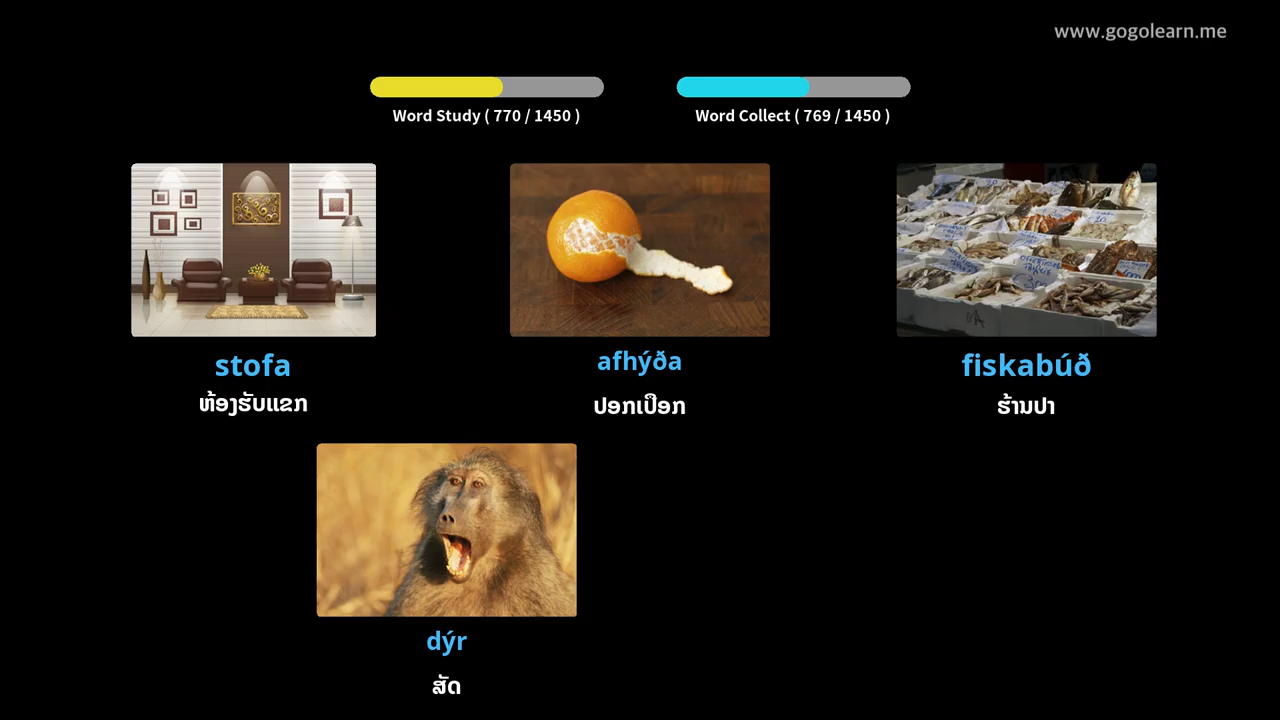 www.gogolearn.me
Word Study ( 770 / 1450 )
Word Collect ( 769 / 1450 )
stofa
ຫ້ອງຮັບແຂກ
afhýða
ປອກເປືອກ
fiskabúð
ຮ້ານປາ
dýr
ສັດ